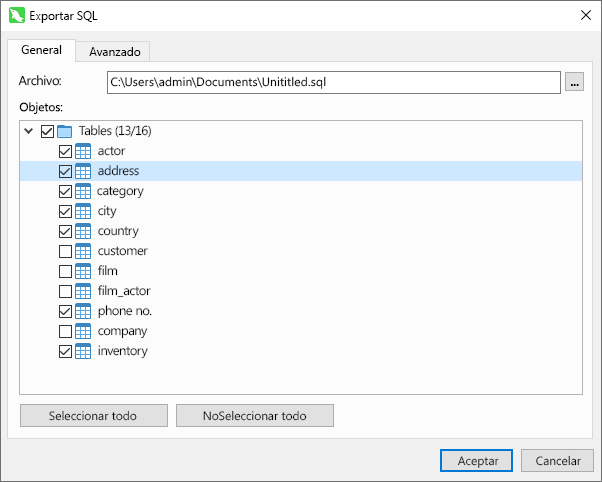 Exportar SQL
General
Avanzado
Archivo:
C:\Users\admin\Documents\Unititled.sql
...
Objetos:
Tables (13/16)
actor
address
category
city
country
customer
film
film_actor
phone no.
company
inventory
Seleccionar todo
NoSeleccionar todo
Aceptar
Cancelar